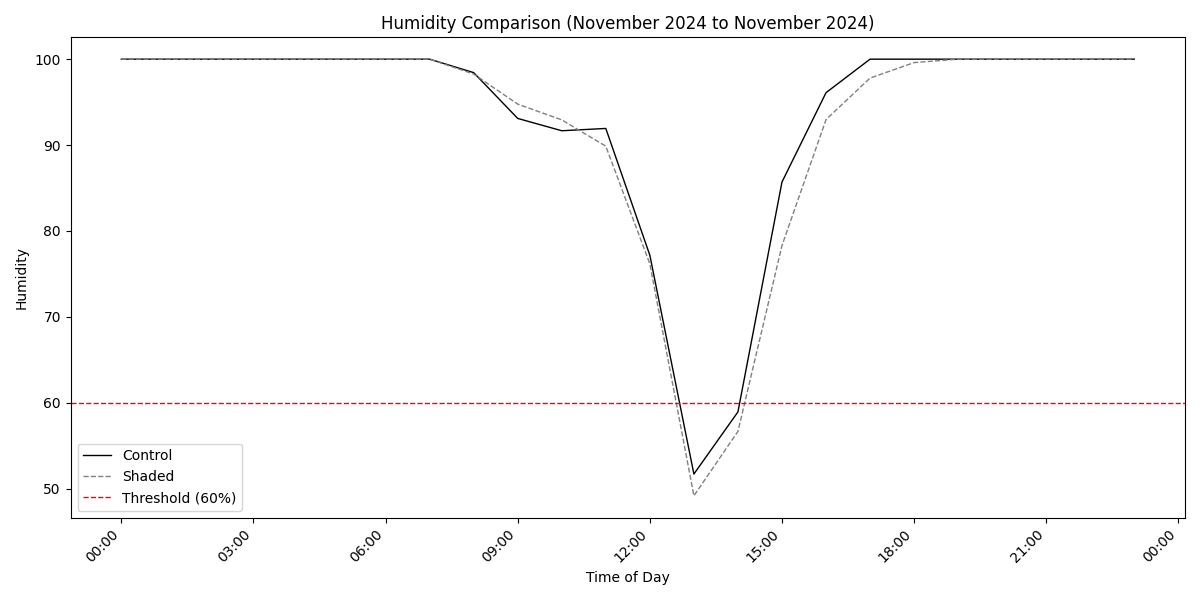 Humidity Comparison (November 2024 to November 2024)
100
90
80
70
60
50
Humidity
Control
Shaded
Threshold (60%)
00:00
03:00
06:00
09:00
12:00
15:00
18:00
21:00
00:00
Time of Day